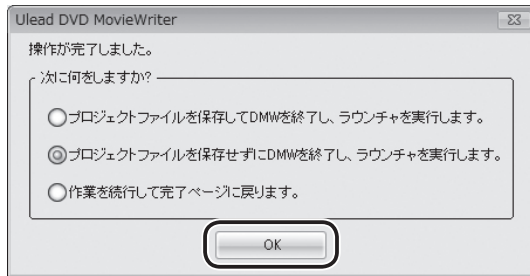 Ulead DVD MovieWriter
操作が完了しました。
次に何をしますか?
プロジェクトファイルを保存してDMWを終了し、ラウンチャを実行します。
プロジェクトファイルを保存せずにDMWを終了し、ラウンチャを実行します。
作業を続行して完了ページに戻ります。
OK